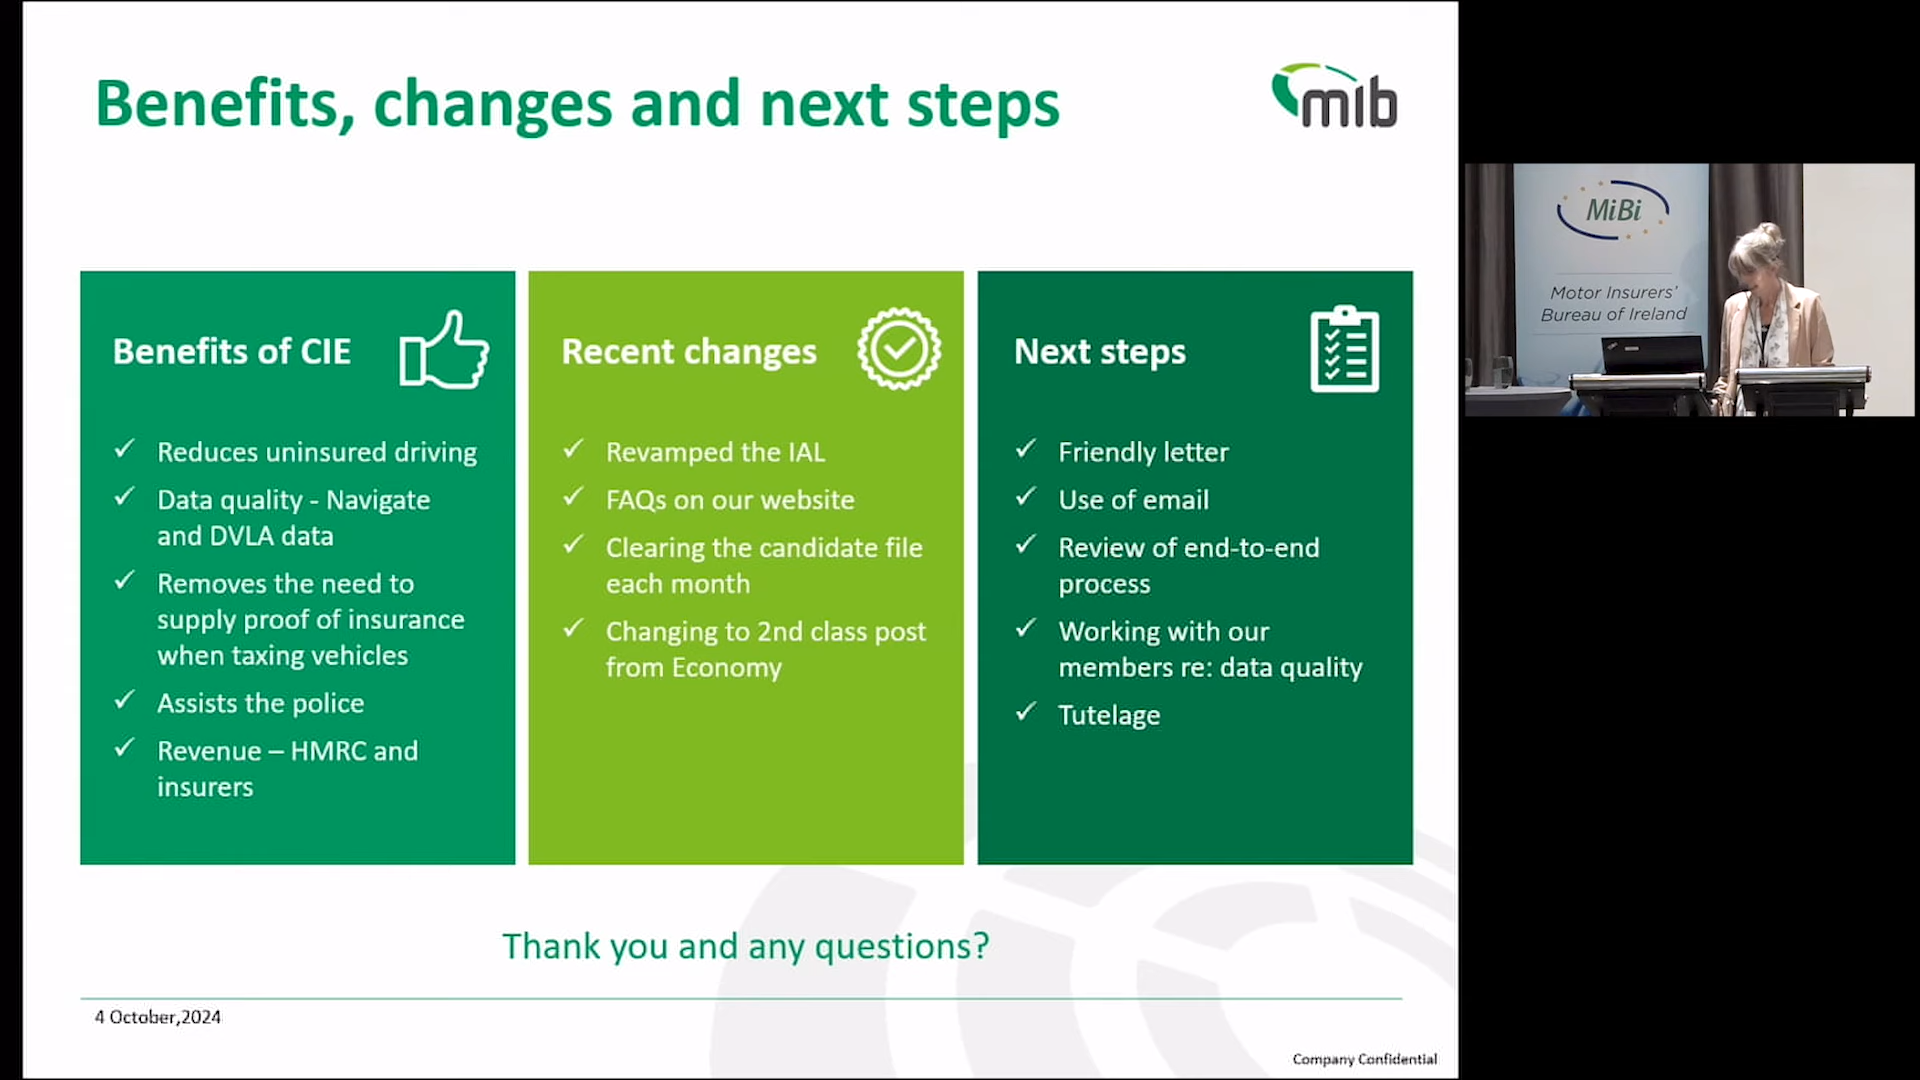 Benefits, changes and next steps
mib
Benefits of CIE
Reduces uninsured driving
Data quality - Navigate
and DVLA data
Removes the need to
supply proof of insurance
when taxing vehicles
Assists the police
Revenue – HMRC and
insurers
Recent changes
Revamped the IAL
FAQs on our website
Clearing the candidate file
each month
Changing to 2nd class post
from Economy
Next steps
Friendly letter
Use of email
Review of end-to-end
process
Working with our
members re: data quality
Tutelage
Thank you and any questions?
4 October,2024
Company Confidential
MiBi
Motor Insurers'
Bureau of Ireland